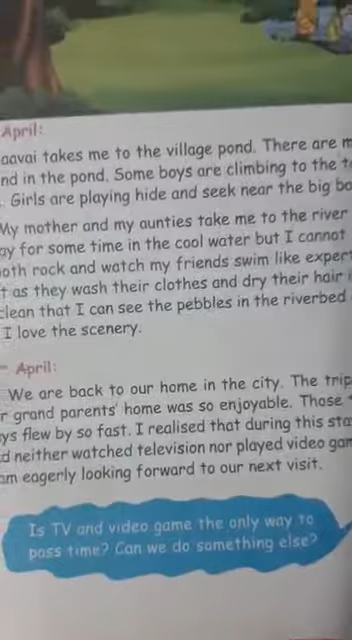 April:
aavai takes me to the village pond. There are
nd in the pond. Some boys are climbing to the
. Girls are playing hide and seek near the big
My mother and my aunties take me to the river
ay for some time in the cool water but I cannot
oth rock and watch my friends swim like expert
t as they wash their clothes and dry their hair
clean that I can see the pebbles in the riverbed
I love the scenery.
April:
We are back to our home in the city. The trip
r grand parents' home was so enjoyable. Those
ys flew by so fast. I realised that during this sta
d neither watched television nor played video gam
am eagerly looking forward to our next visit.
Is TV and video game the only way to
pass time? Can we do something else?